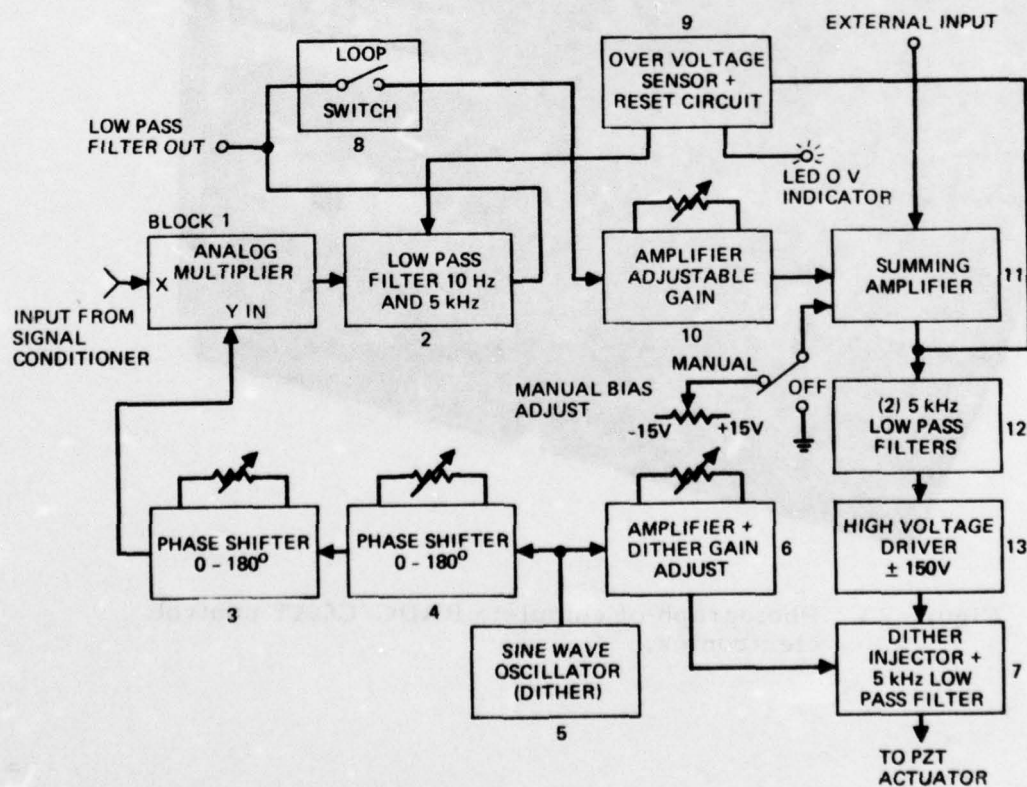 9
EXTERNAL INPUT
LOOP
SWITCH
8
OVER VOLTAGE
SENSOR +
RESET CIRCUIT
LOW PASS
FILTER OUT
LED O V
INDICATOR
BLOCK 1
ANALOG
MULTIPLIER
X
Y IN
INPUT FROM
SIGNAL
CONDITIONER
LOW PASS
FILTER 10 Hz
AND 5 kHz
2
AMPLIFIER
ADJUSTABLE
GAIN
10
SUMMING
AMPLIFIER
11
MANUAL
OFF
MANUAL BIAS
ADJUST
-15V
+15V
(2) 5 kHz
LOW PASS
FILTERS
12
PHASE SHIFTER
0 - 180°
3
PHASE SHIFTER
0 - 180°
AMPLIFIER +
DITHER GAIN
ADJUST
6
HIGH VOLTAGE
DRIVER
± 150V
13
SINE WAVE
OSCILLATOR
(DITHER)
5
DITHER
INJECTOR +
5 kHz LOW
PASS FILTER
7
TO PZT
ACTUATOR